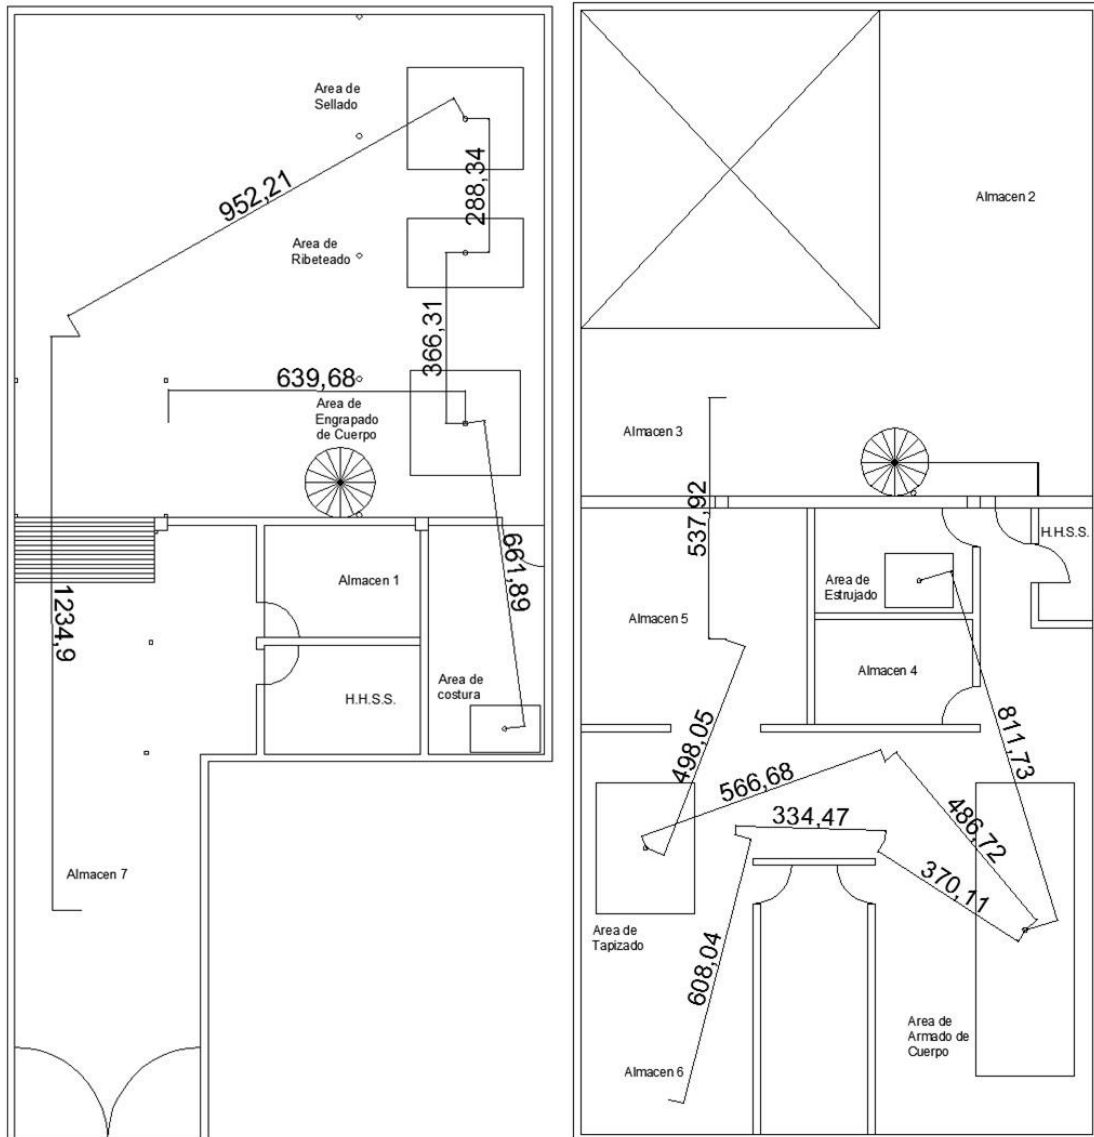 Area de
Sellado
952,21
288,34
Area de
Ribeteado
366,31
639,68
Area de
Engrapado
de Cuerpo
1234,9
Almacen 1
661,89
H.H.S.S.
Area de
costura
Almacen 7
Almacen 2
Almacen 3
537,92
H.H.S.S.
Area de
Estrujado
Almacen 5
Almacen 4
498,05
811,73
566,68
334,47
486,72
370,11
Area de
Tapizado
608,04
Area de
Armado de
Cuerpo
Almacen 6